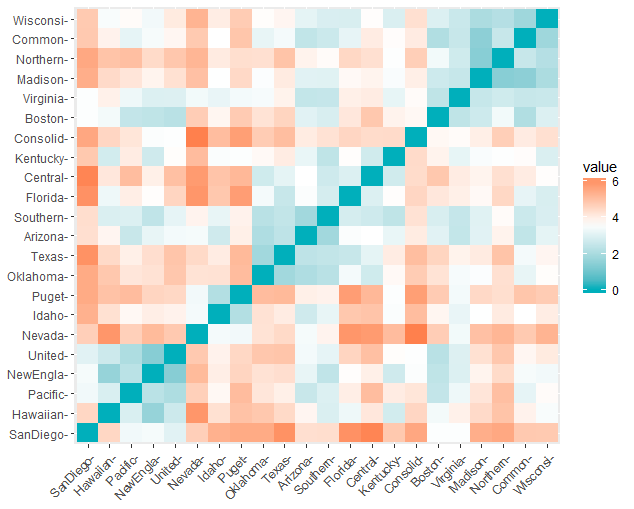 Wisconsi-
Common-
Northern-
Madison-
Virginia-
Boston-
Consolid-
Kentucky-
Central-
Florida-
Southern-
Arizona-
Texas-
Oklahoma-
Puget-
Idaho-
Nevada-
United-
NewEngla-
Pacific-
Hawaiian-
SanDiego-
value
6
4
2
0
SanDiego-
Hawaiian-
Pacific-
NewEngla-
United-
Nevada-
Idaho-
Puget-
Oklahoma-
Texas-
Arizona-
Southern-
Florida-
Central-
Kentucky-
Consolid-
Boston-
Virginia-
Madison-
Northern-
Common-
Wisconsi-